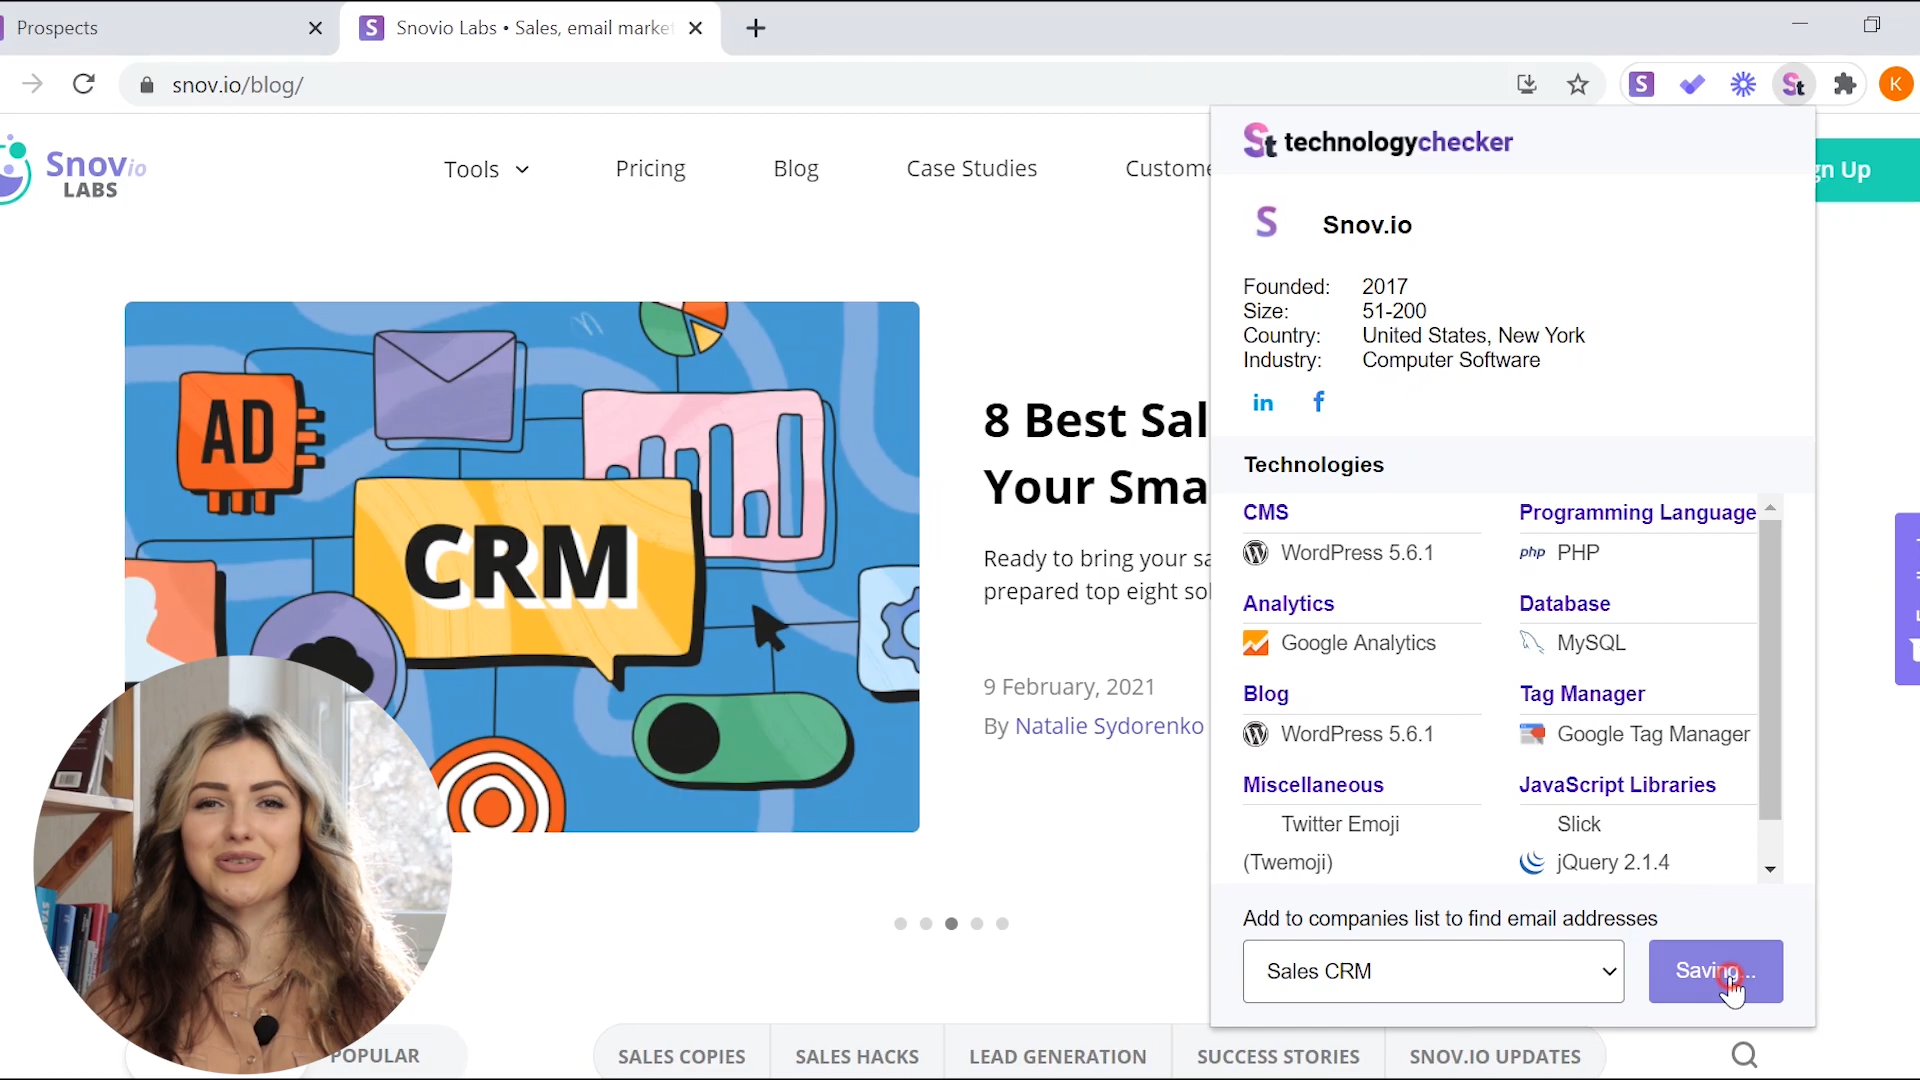 Prospects
S Snovio Labs • Sales, email marke
snov.io/blog/
S
St
K
Snovio
LABS
Tools
Pricing
Blog
Case Studies
Custome
gn Up
AD
CRM
8 Best Sal
Your Sma
Ready to bring your sa
prepared top eight sol
9 February, 2021
By Natalie Sydorenko
St technologychecker
S Snov.io
Founded: 2017
Size: 51-200
Country: United States, New York
Industry: Computer Software
in f
Technologies
CMS
WordPress 5.6.1
Programming Language
php PHP
Analytics
Google Analytics
Database
MySQL
Blog
WordPress 5.6.1
Tag Manager
Google Tag Manager
Miscellaneous
Twitter Emoji
(Twemoji)
JavaScript Libraries
Slick
jQuery 2.1.4
Add to companies list to find email addresses
Sales CRM
Saving...
POPULAR
SALES COPIES
SALES HACKS
LEAD GENERATION
SUCCESS STORIES
SNOV.IO UPDATES